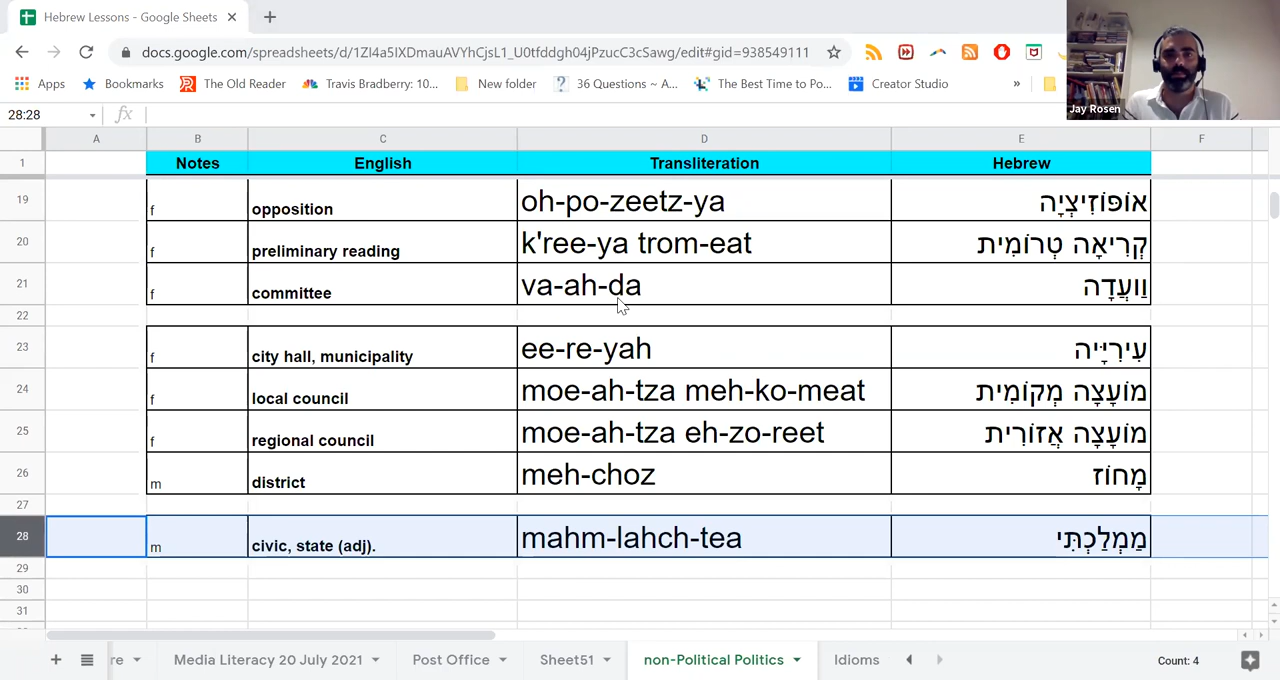 Hebrew Lessons - Google Sheets
docs.google.com/spreadsheets/d/1ZI4a5IXDmauAVYhCjsL1_U0tfddgh04jPzucC3cSawg/edit#gid=938549111
Apps Bookmarks The Old Reader Travis Bradberry: 10... New folder 36 Questions ~ A... The Best Time to Po... Creator Studio »
Jay Rosen
28:28 fx
A B C D E F
1 Notes English Transliteration Hebrew
19 f opposition oh-po-zeetz-ya אוֹפּוֹזִיצְיָה
20 f preliminary reading k'ree-ya trom-eat קְרִיאָה טְרוֹמִית
21 f committee va-ah-da וַועֲדָה
22
23 f city hall, municipality ee-re-yah עִירִיָּיה
24 f local council moe-ah-tza meh-ko-meat מוֹעָצָה מְקוֹמִית
25 f regional council moe-ah-tza eh-zo-reet מוֹעָצָה אֲזוֹרִית
26 m district meh-choz מָחוֹז
27
28 m civic, state (adj). mahm-lahch-tea מַמְלַכְתִּי
29
30
31
re Media Literacy 20 July 2021 Post Office Sheet51 non-Political Politics Idioms Count: 4